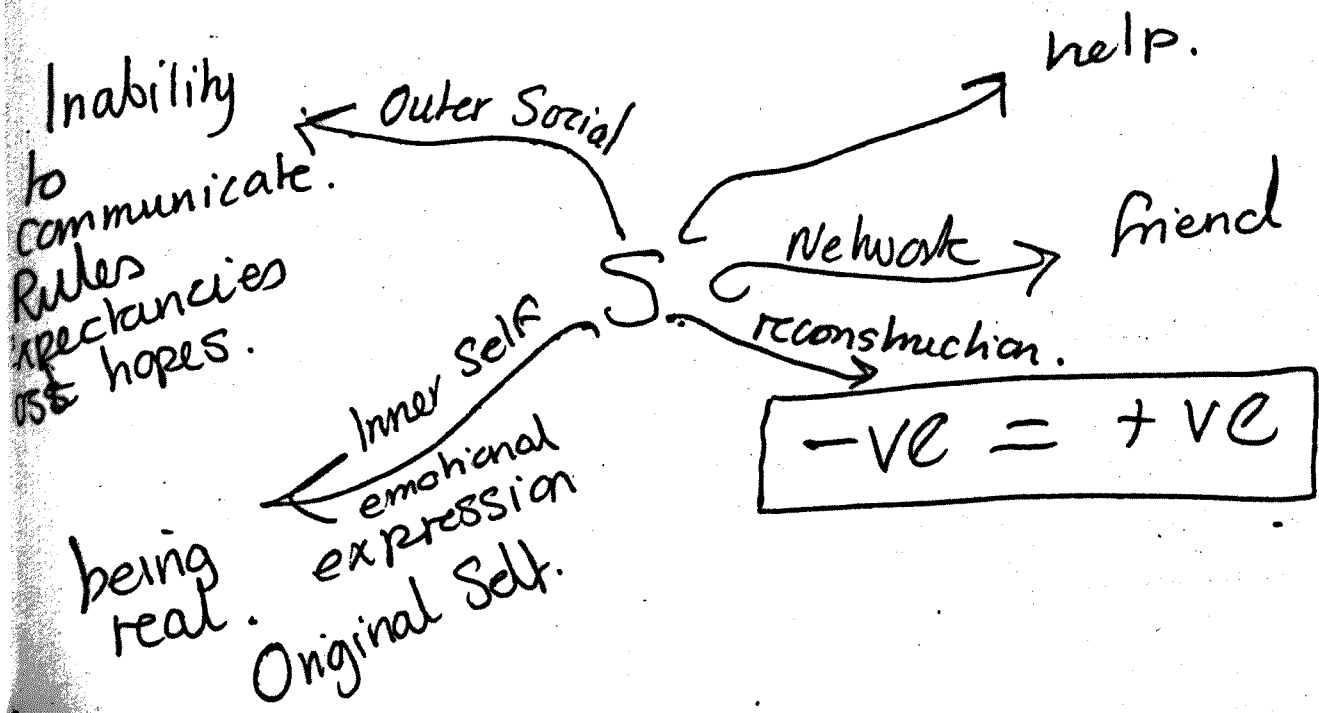 help.
Outer Social
Inability
to
communicate.
Rules
xpectancies
hopes.
Network
friend
S
reconstruction.
-ve = +ve
Inner Self
emotional
expression
Original Self.
being
real.